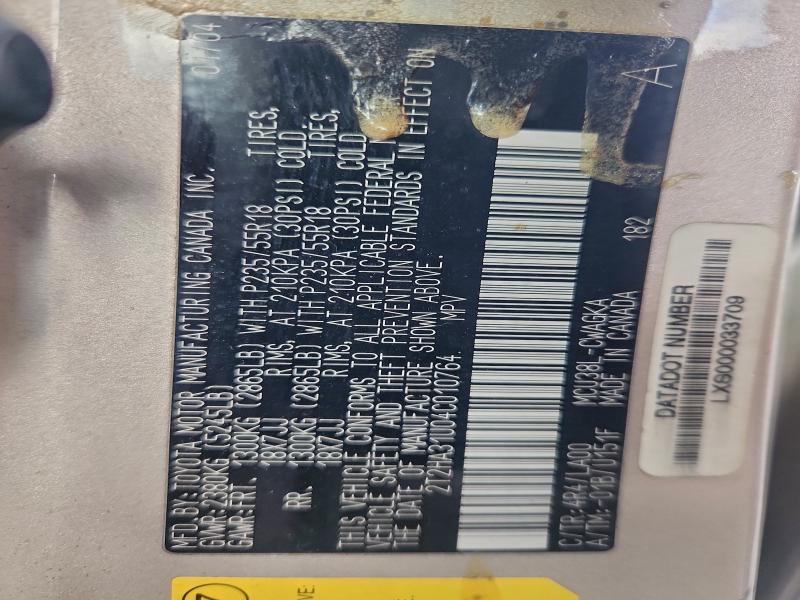 MFD. BY: TOYOTA MOTOR MANUFACTURING CANADA INC. 07/04
GVWR: 2380KG (5245LB)
GAWR: FRT. 1300KG (2865LB) WITH P235/55R18 TIRES,
18X7JJ RIMS, AT 210KPA (30PSI) COLD
RR. 1300KG (2865LB) WITH P235/55R18 TIRES,
18X7JJ RIMS, AT 210KPA (30PSI) COLD
THIS VEHICLE CONFORMS TO ALL APPLICABLE FEDERAL
VEHICLE SAFETY AND THEFT PREVENTION STANDARDS IN EFFECT ON
THE DATE OF MANUFACTURE SHOWN ABOVE.
2T2HA31U04C010764 MPV
C/TR: 4R4/LA00 MCU38L-CWAGKA
A/TM: -01B/U151F MADE IN CANADA 182 A
DATADOT NUMBER
LX60000033709